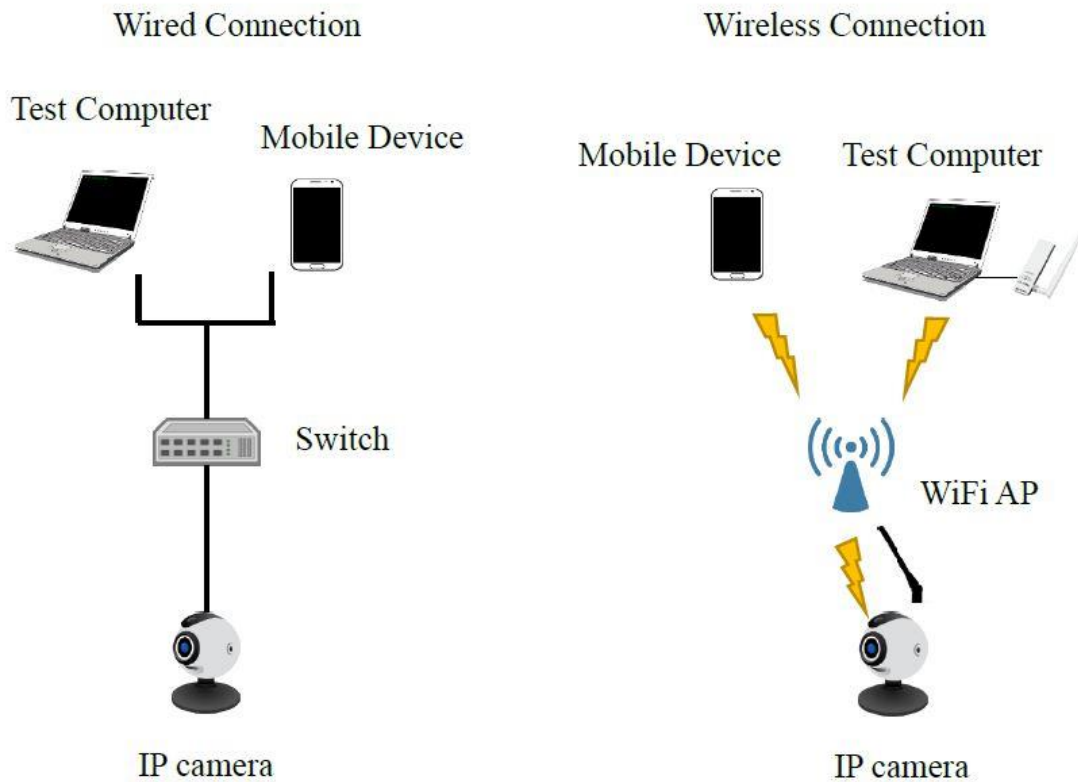 Wired Connection
Wireless Connection
Test Computer
Mobile Device
Mobile Device
Test Computer
Switch
WiFi AP
IP camera
IP camera